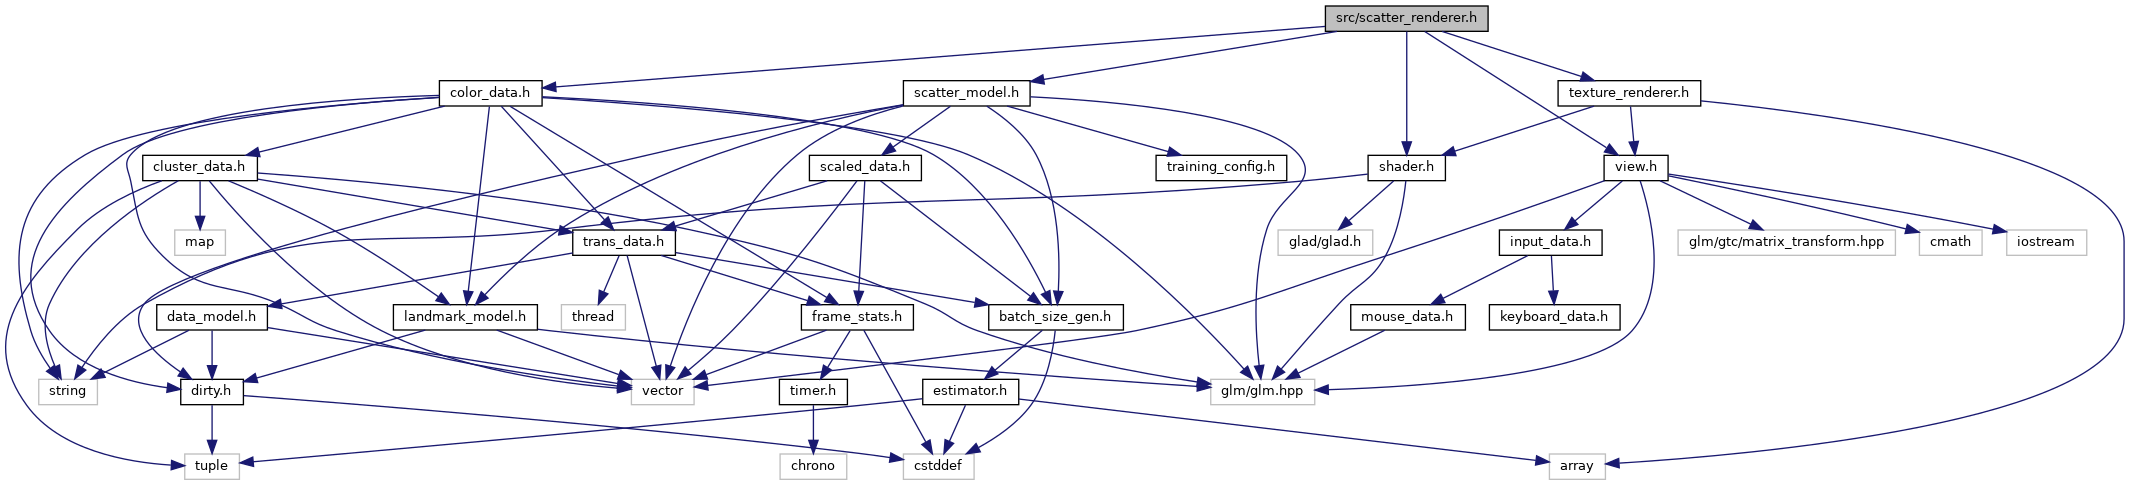 src/scatter_renderer.h
color_data.h
scatter_model.h
texture_renderer.h
cluster_data.h
scaled_data.h
training_config.h
shader.h
view.h
map
trans_data.h
glad/glad.h
input_data.h
glm/gtc/matrix_transform.hpp
cmath
iostream
data_model.h
landmark_model.h
thread
frame_stats.h
batch_size_gen.h
mouse_data.h
keyboard_data.h
string
dirty.h
vector
timer.h
estimator.h
glm/glm.hpp
tuple
chrono
cstddef
array